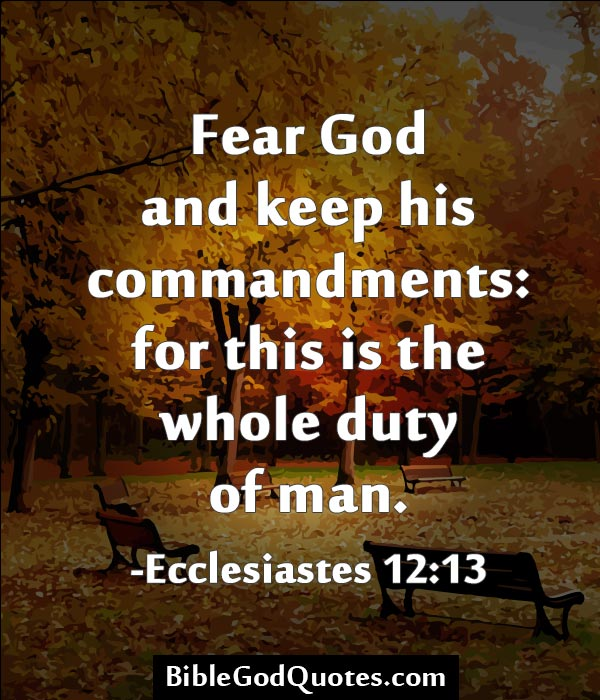 Fear God
and keep his
commandments:
for this is the
whole duty
of man.
-Ecclesiastes 12:13
BibleGodQuotes.com